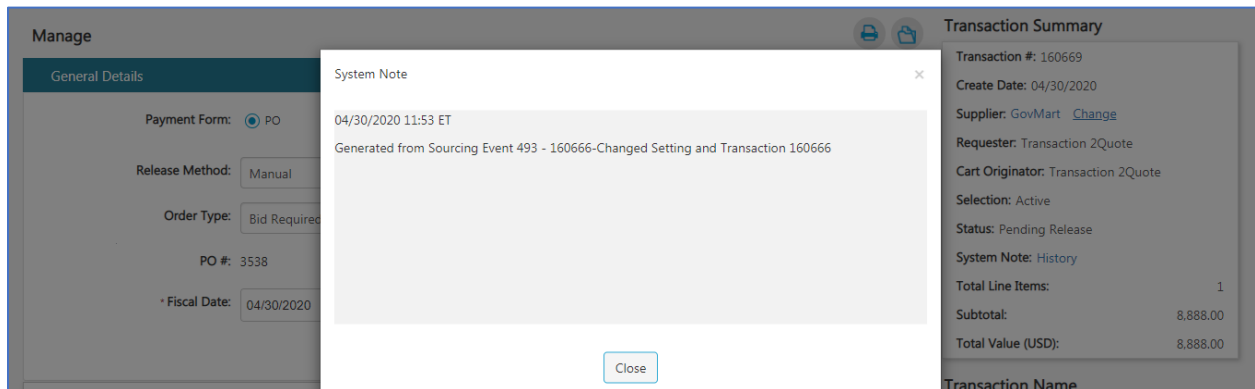 Manage
General Details
Payment Form: PO
Release Method: Manual
Order Type: Bid Required
PO #: 3538
* Fiscal Date: 04/30/2020
System Note ×
04/30/2020 11:53 ET
Generated from Sourcing Event 493 - 160666-Changed Setting and Transaction 160666
Close
Transaction Summary
Transaction #: 160669
Create Date: 04/30/2020
Supplier: GovMart Change
Requester: Transaction 2Quote
Cart Originator: Transaction 2Quote
Selection: Active
Status: Pending Release
System Note: History
Total Line Items: 1
Subtotal: 8,888.00
Total Value (USD): 8,888.00
Transaction Name